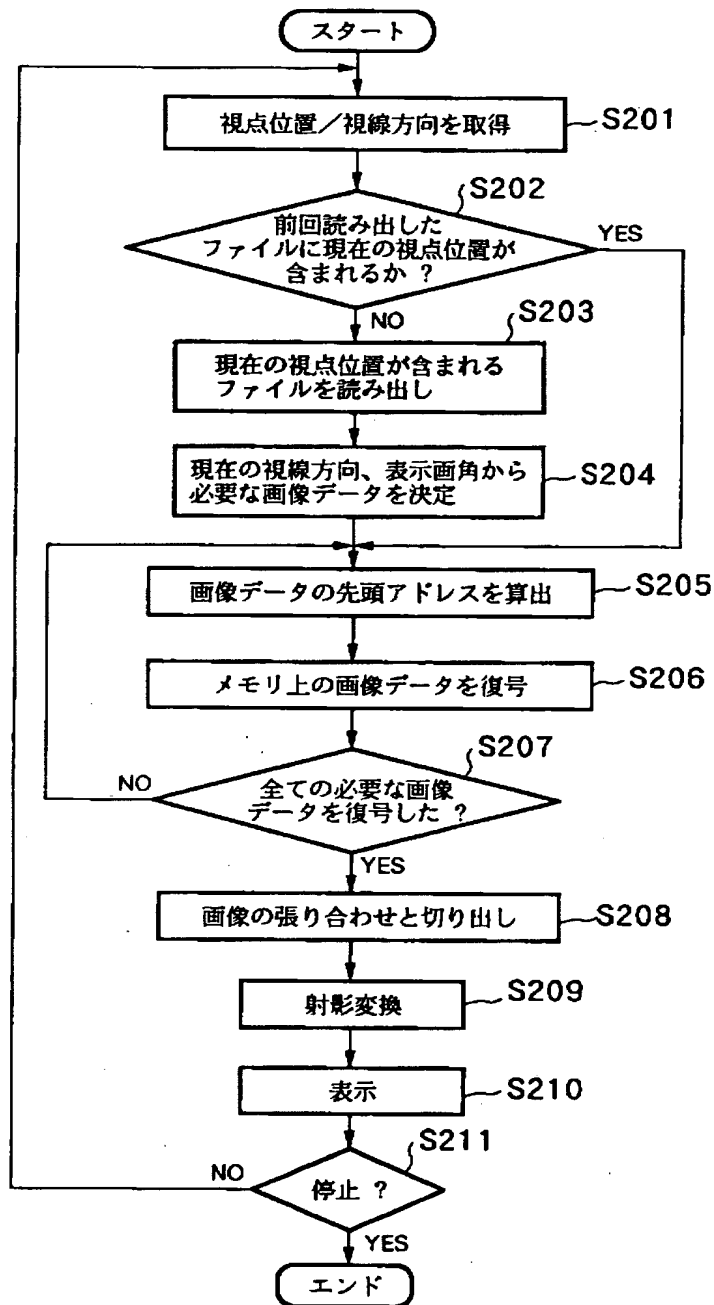 スタート
視点位置／視線方向を取得
S201
S202
前回読み出した
ファイルに現在の視点位置が
含まれるか ?
YES
NO
S203
現在の視点位置が含まれる
ファイルを読み出し
現在の視線方向、表示画角から
必要な画像データを決定
S204
画像データの先頭アドレスを算出
S205
メモリ上の画像データを復号
S206
S207
NO
全ての必要な画像
データを復号した ?
YES
画像の張り合わせと切り出し
S208
射影変換
S209
表示
S210
S211
NO
停止 ?
YES
エンド